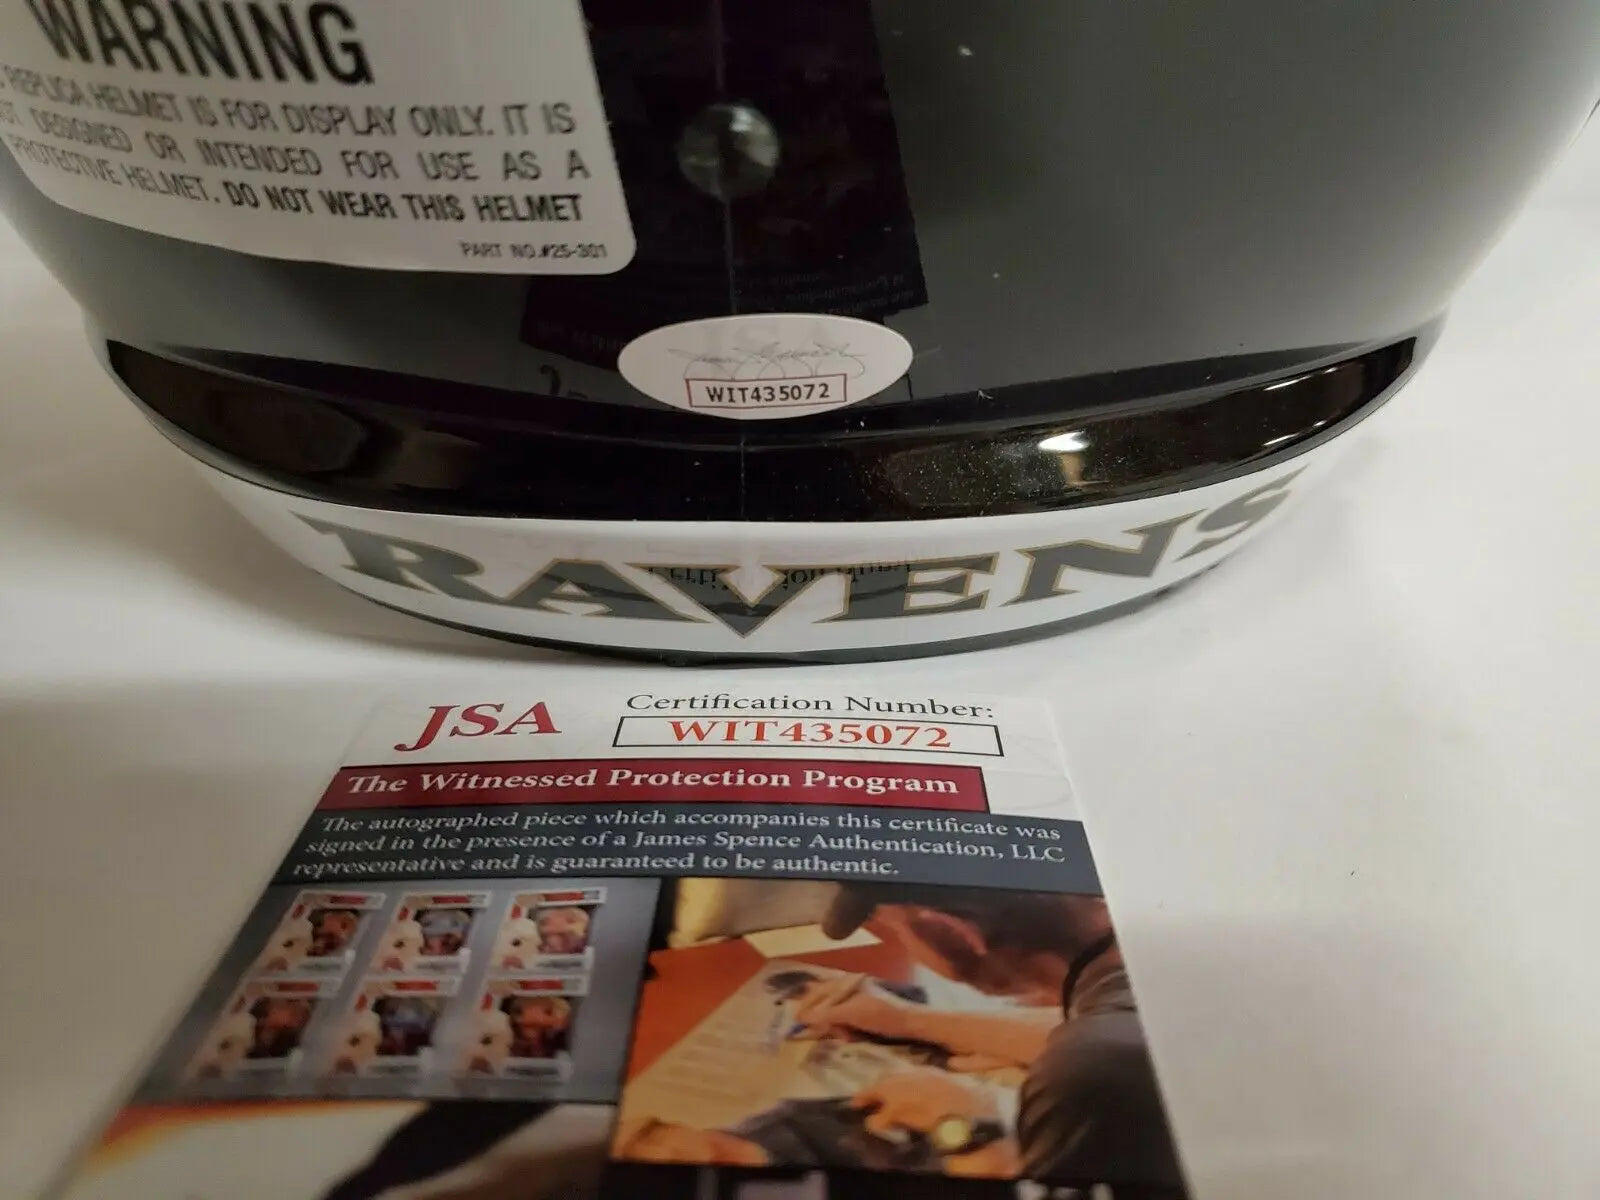 WARNING
REPLICA HELMET IS FOR DISPLAY ONLY. IT IS
DESIGNED OR INTENDED FOR USE AS A
PROTECTIVE HELMET. DO NOT WEAR THIS HELMET
PART NO.#25-301
WIT435072
RAVENS
JSA
Certification Number:
WIT435072
The Witnessed Protection Program
The autographed piece which accompanies this certificate was
signed in the presence of a James Spence Authentication, LLC
representative and is guaranteed to be authentic.